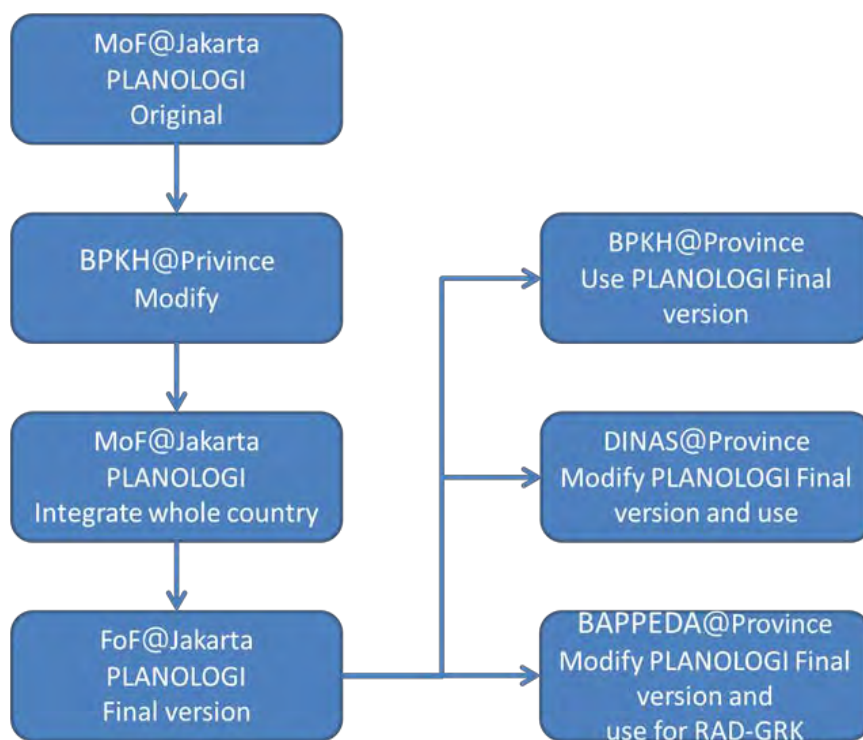 MoF@Jakarta
PLANOLOGI
Original
BPKH@Privince
Modify
MoF@Jakarta
PLANOLOGI
Integrate whole country
FoF@Jakarta
PLANOLOGI
Final version
BPKH@Province
Use PLANOLOGI Final
version
DINAS@Province
Modify PLANOLOGI Final
version and use
BAPPEDA@Province
Modify PLANOLOGI Final
version and
use for RAD-GRK